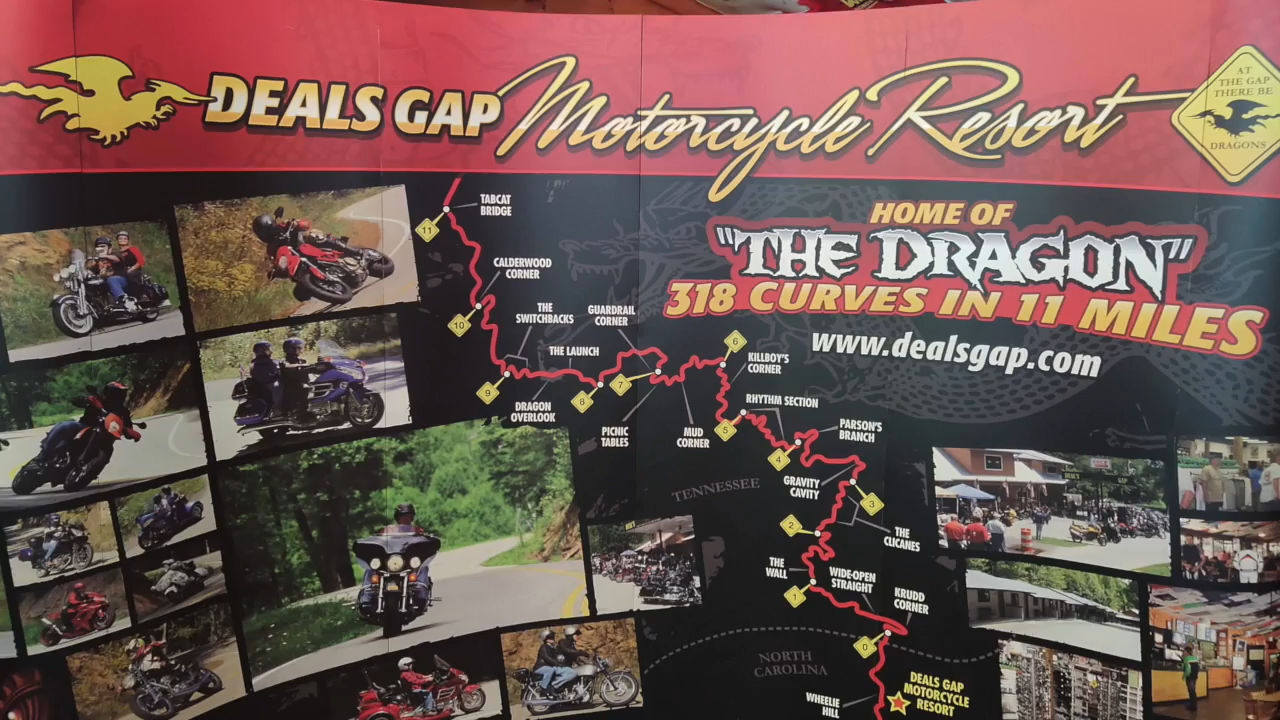 DEALS GAP Motorcycle Resort
AT
THE GAP
THERE BE
DRAGONS
HOME OF
"THE DRAGON"
318 CURVES IN 11 MILES
www.dealsgap.com
TABCAT
BRIDGE
11
CALDERWOOD
CORNER
10
THE
SWITCHBACKS
GUARDRAIL
CORNER
THE LAUNCH
9
DRAGON
OVERLOOK
8
7
PICNIC
TABLES
MUD
CORNER
6
KILLBOY'S
CORNER
RHYTHM SECTION
5
PARSON'S
BRANCH
4
GRAVITY
CAVITY
TENNESSEE
3
THE
CLICANES
2
THE
WALL
WIDE-OPEN
STRAIGHT
1
KRUDD
CORNER
0
NORTH
CAROLINA
WHEELIE
HILL
DEALS GAP
MOTORCYCLE
RESORT